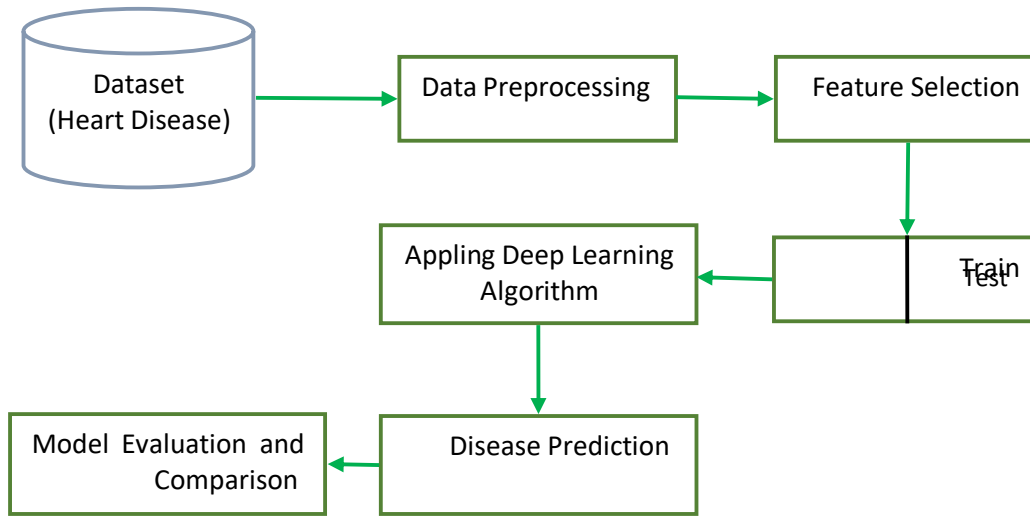 Dataset
(Heart Disease)
Data Preprocessing
Feature Selection
Train
Test
Appling Deep Learning
Algorithm
Disease Prediction
Model Evaluation and
Comparison